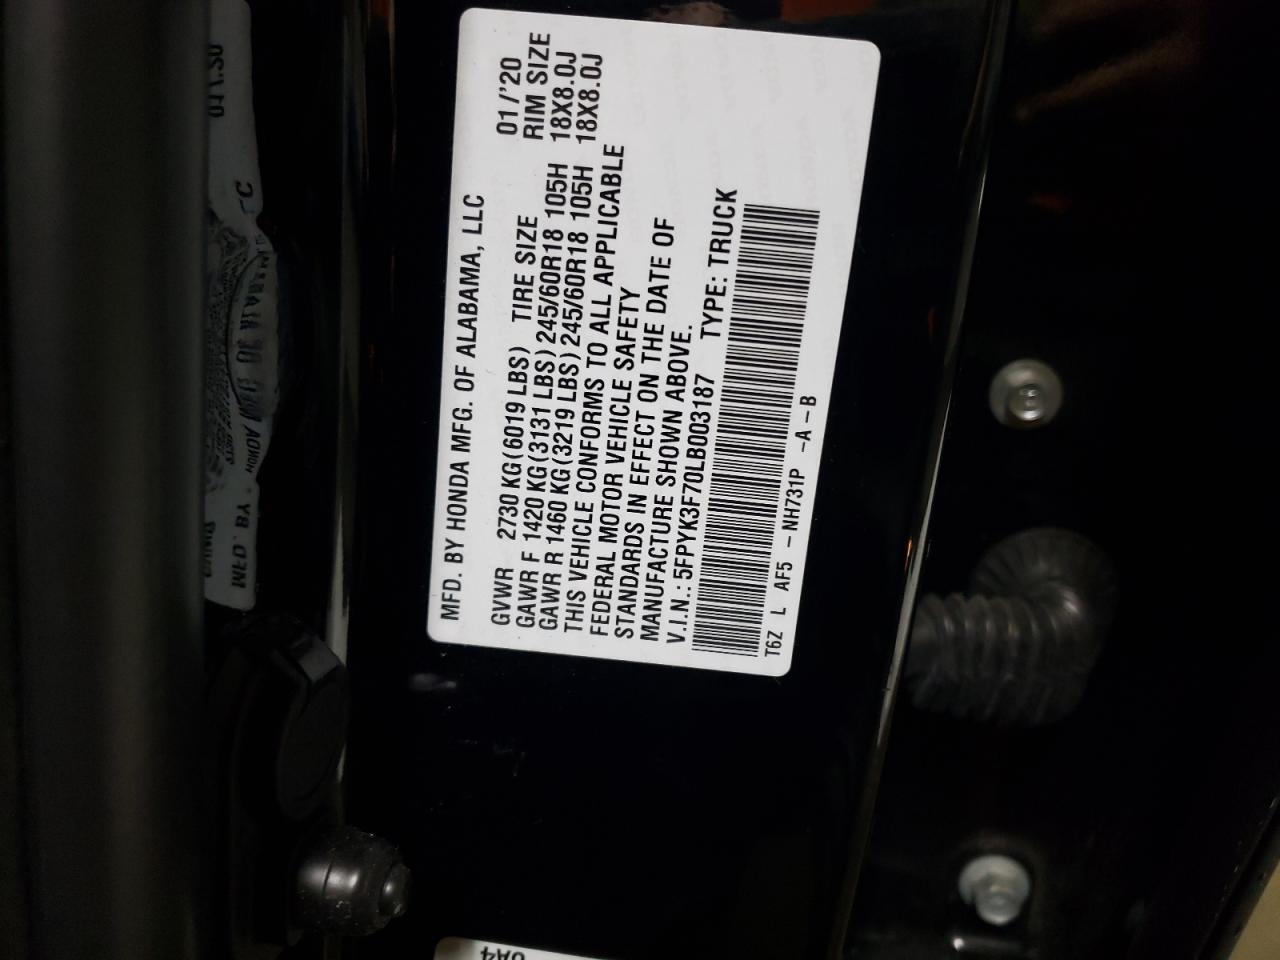 MFD. BY HONDA MFG. OF ALABAMA, LLC
01/'20
GVWR 2730 KG(6019 LBS) TIRE SIZE RIM SIZE
GAWR F 1420 KG(3131 LBS) 245/60R18 105H 18X8.0J
GAWR R 1460 KG(3219 LBS) 245/60R18 105H 18X8.0J
THIS VEHICLE CONFORMS TO ALL APPLICABLE
FEDERAL MOTOR VEHICLE SAFETY
STANDARDS IN EFFECT ON THE DATE OF
MANUFACTURE SHOWN ABOVE.
V.I.N.: 5FPYK3F70LB003187 TYPE: TRUCK
T6Z L AF5 - NH731P -A-B